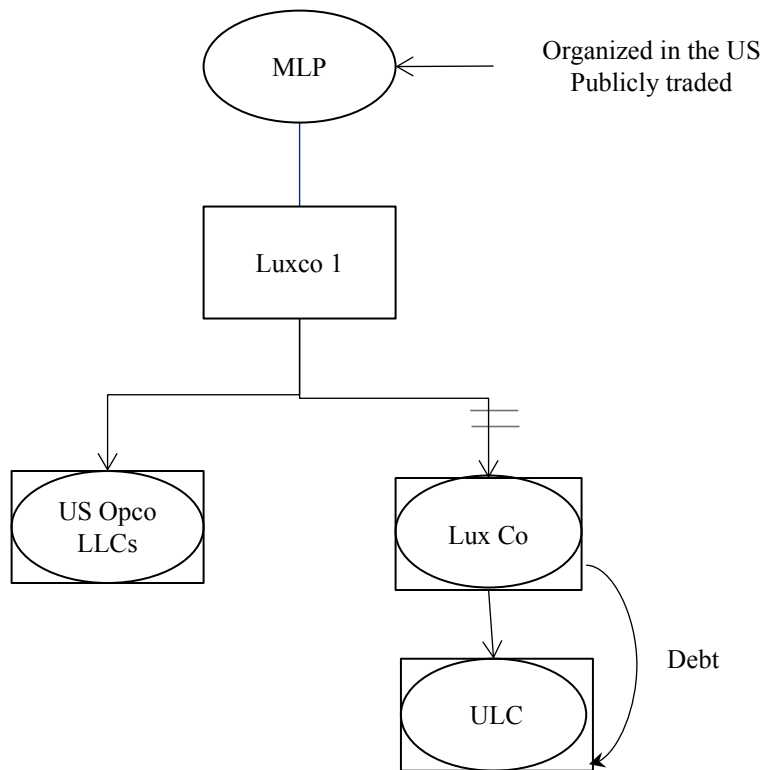 MLP
Organized in the US
Publicly traded
Luxco 1
US Opco
LLCs
Lux Co
Debt
ULC